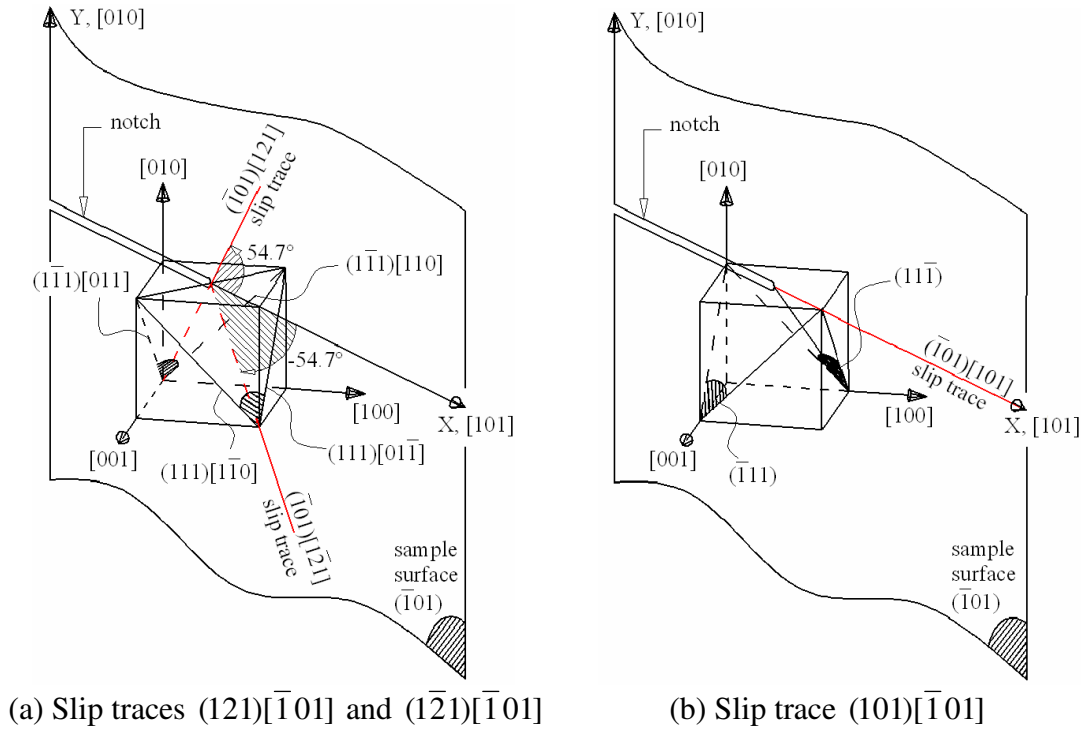 Y, [010]
notch
[010]
(1̅01)[121]
slip trace
54.7°
(11̅1)[110]
(1̅1̅1)[011]
-54.7°
[100]
X, [101]
[001]
(111)[11̅0]
(111)[011̅]
(1̅01)[12̅1]
slip trace
sample
surface
(1̅01)
(a) Slip traces (121)[1̅01] and (12̅1)[1̅01]
Y, [010]
notch
[010]
(111̅)
(1̅01)[101]
slip trace
[100]
X, [101]
[001]
(1̅11)
sample
surface
(1̅01)
(b) Slip trace (101)[1̅01]